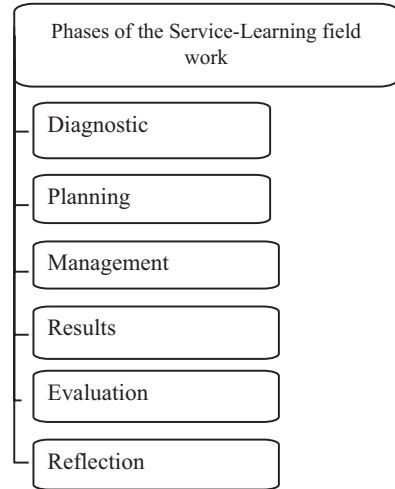 Phases of the Service-Learning field
work
Diagnostic
Planning
Management
Results
Evaluation
Reflection